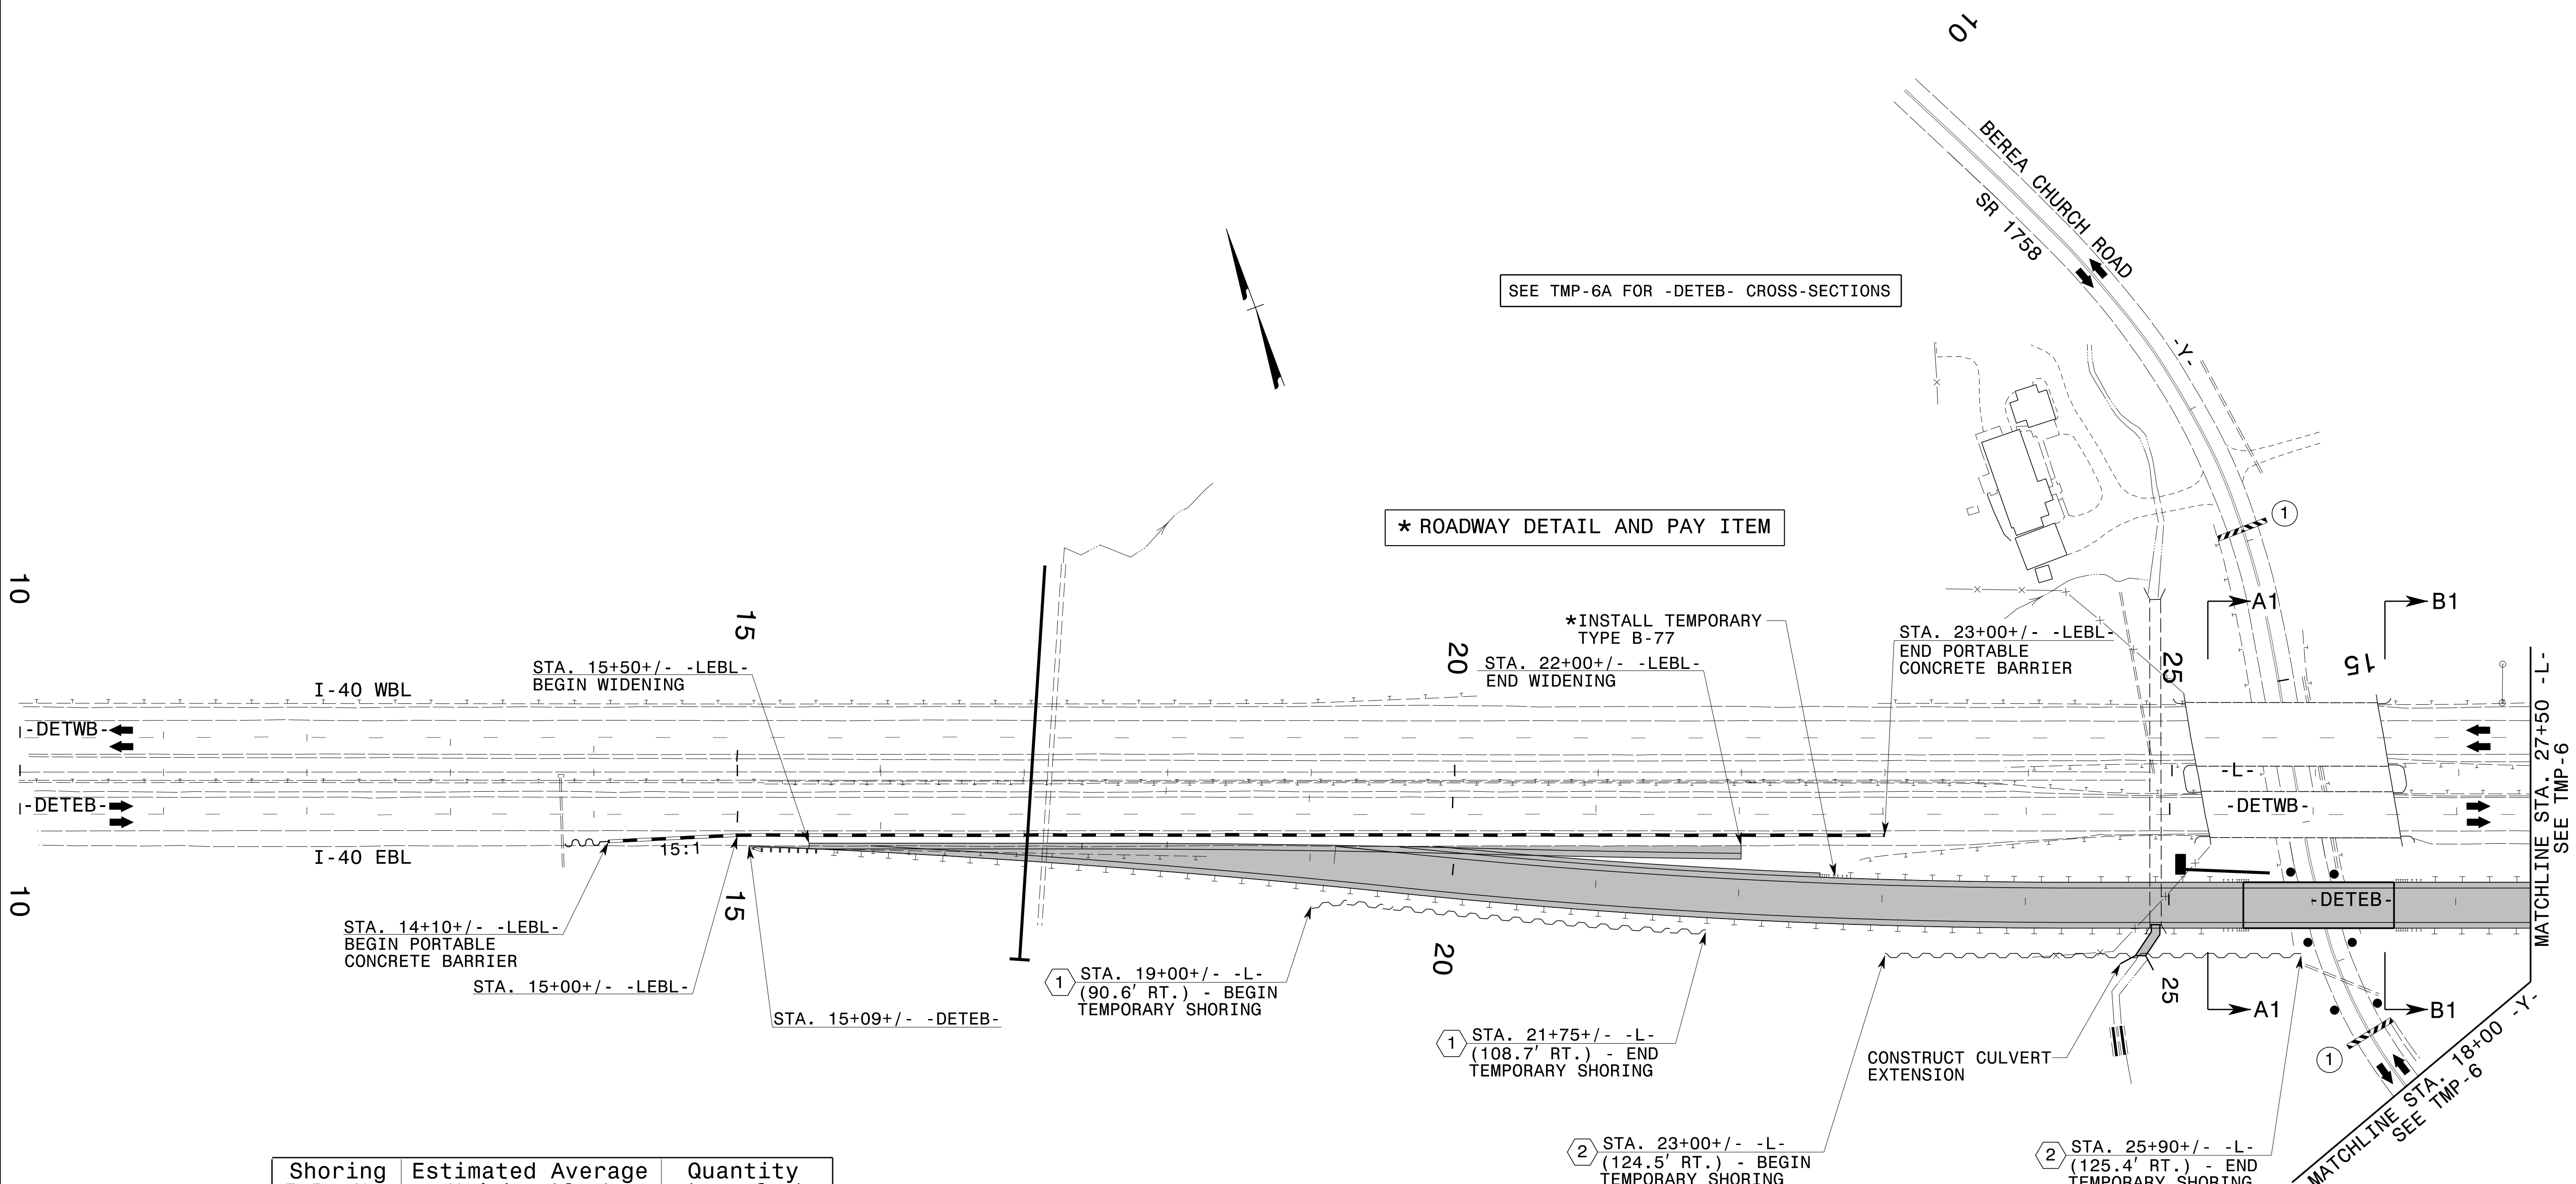 10
BEREA CHURCH ROAD
SR 1758
SEE TMP-6A FOR -DETEB- CROSS-SECTIONS
-Y-
* ROADWAY DETAIL AND PAY ITEM
1
10
15
A1
B1
*INSTALL TEMPORARY
TYPE B-77
STA. 23+00+/- -LEBL-
END PORTABLE
CONCRETE BARRIER
20
25
15
STA. 15+50+/- -LEBL-
BEGIN WIDENING
STA. 22+00+/- -LEBL-
END WIDENING
I-40 WBL
-DETWB-
-L-
-DETEB-
-DETWB-
MATCHLINE STA. 27+50 -L-
SEE TMP-6
I-40 EBL
15:1
10
15
-DETEB-
STA. 14+10+/- -LEBL-
BEGIN PORTABLE
CONCRETE BARRIER
20
STA. 15+00+/- -LEBL-
1
STA. 19+00+/- -L-
(90.6' RT.) - BEGIN
TEMPORARY SHORING
25
A1
B1
STA. 15+09+/- -DETEB-
1
STA. 21+75+/- -L-
(108.7' RT.) - END
TEMPORARY SHORING
CONSTRUCT CULVERT
EXTENSION
1
MATCHLINE STA. 18+00 -Y-
SEE TMP-6
2
STA. 23+00+/- -L-
(124.5' RT.) - BEGIN
TEMPORARY SHORING
2
STA. 25+90+/- -L-
(125.4' RT.) - END
TEMPORARY SHORING
Shoring Estimated Average Quantity